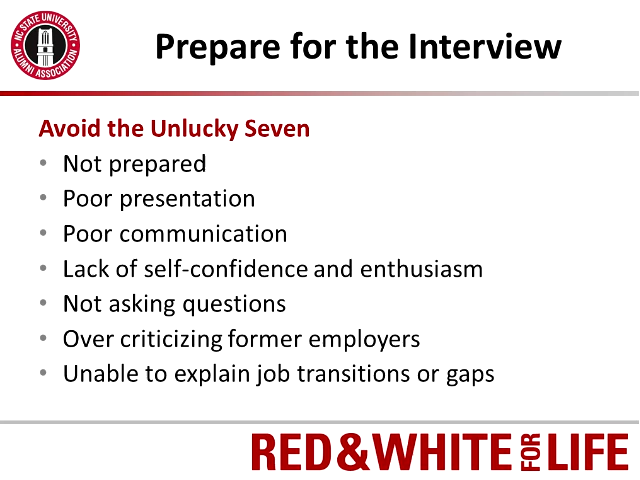 NC STATE UNIVERSITY
ALUMNI ASSOCIATION
Prepare for the Interview
Avoid the Unlucky Seven
• Not prepared
• Poor presentation
• Poor communication
• Lack of self-confidence and enthusiasm
• Not asking questions
• Over criticizing former employers
• Unable to explain job transitions or gaps
RED&WHITE FOR LIFE